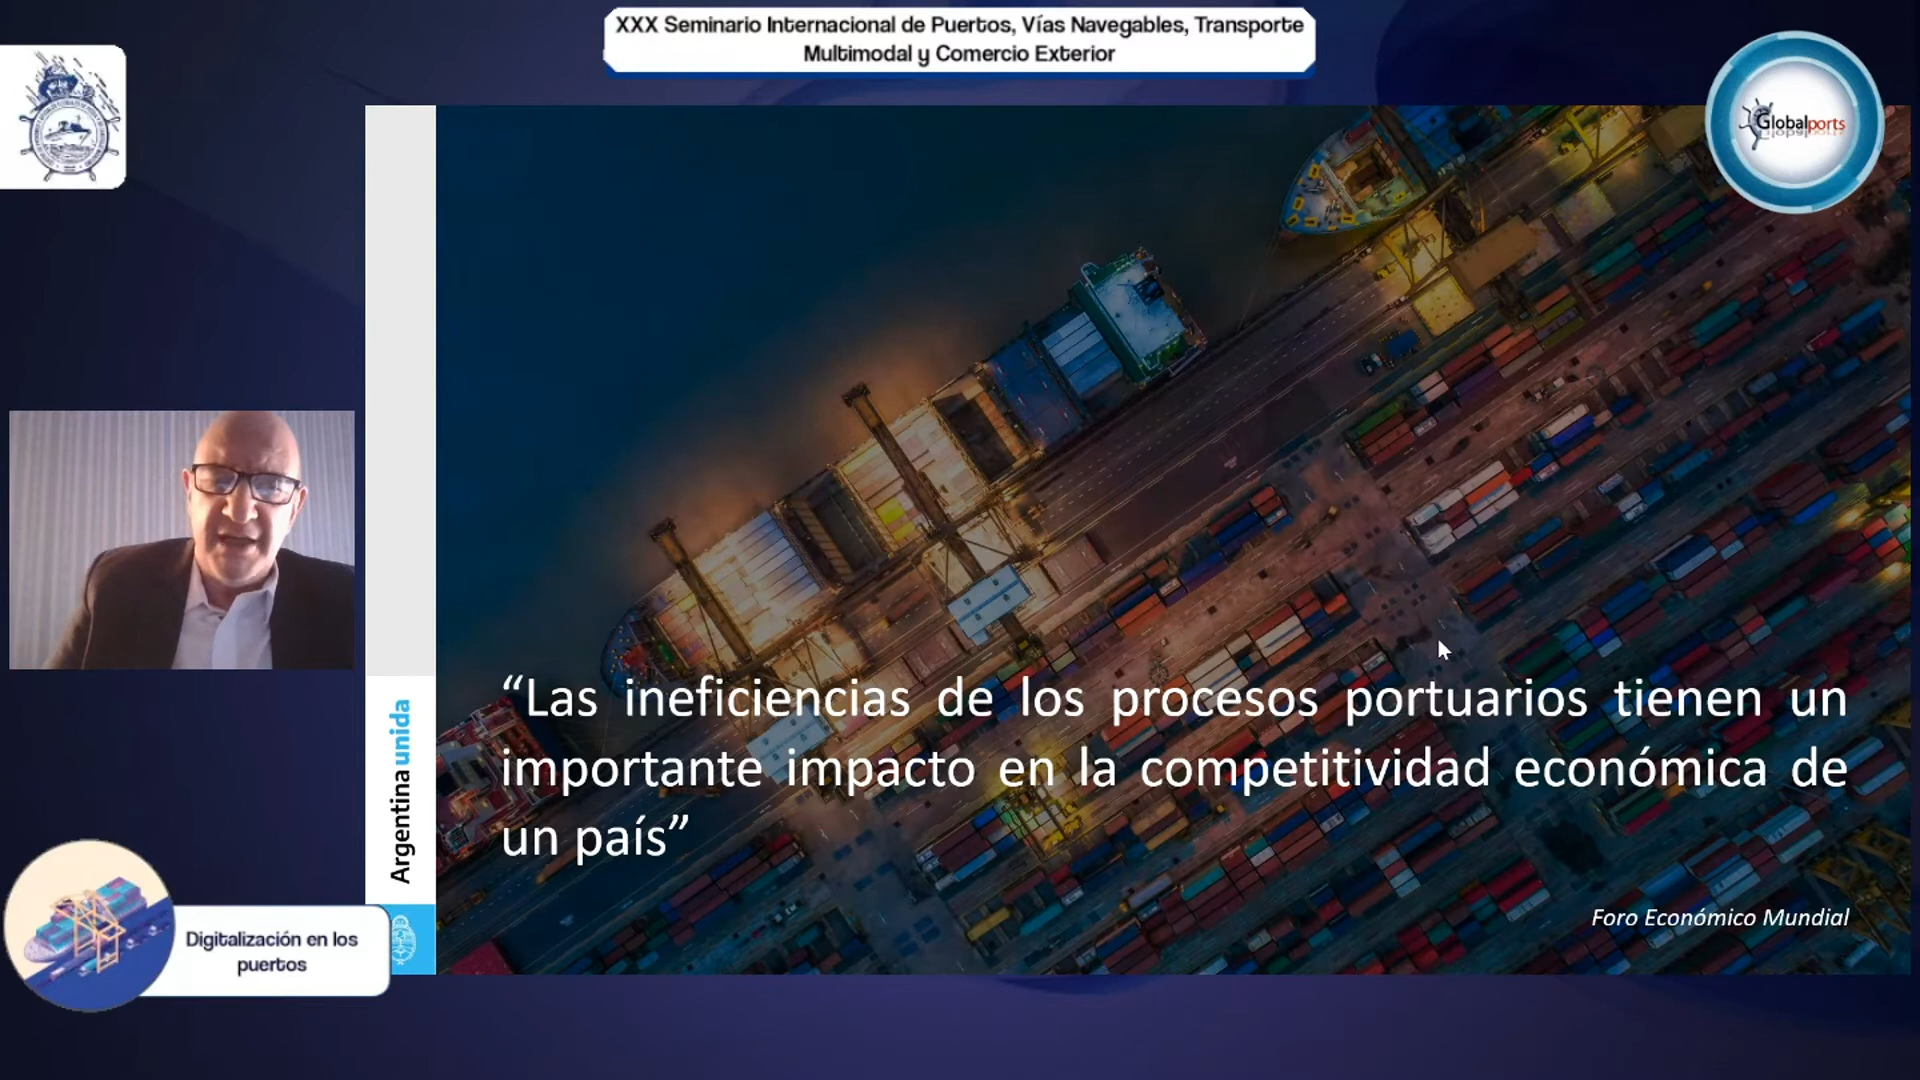 XXX Seminario Internacional de Puertos, Vías Navegables, Transporte
Multimodal y Comercio Exterior
Globalports
“Las ineficiencias de los procesos portuarios tienen un
importante impacto en la competitividad económica de
un país”
Foro Económico Mundial
Argentina unida
Digitalización en los
puertos